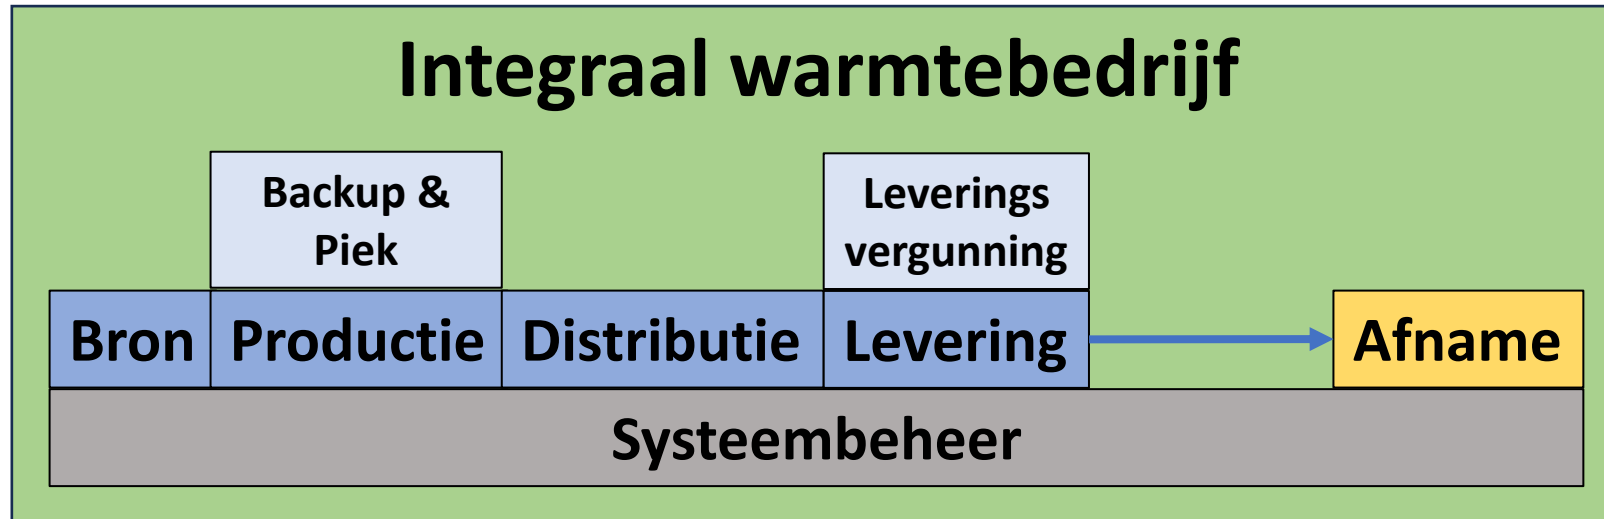 Integraal warmtebedrijf
Backup &
Piek
Leverings
vergunning
Bron
Productie
Distributie
Levering
Afname
Systeembeheer